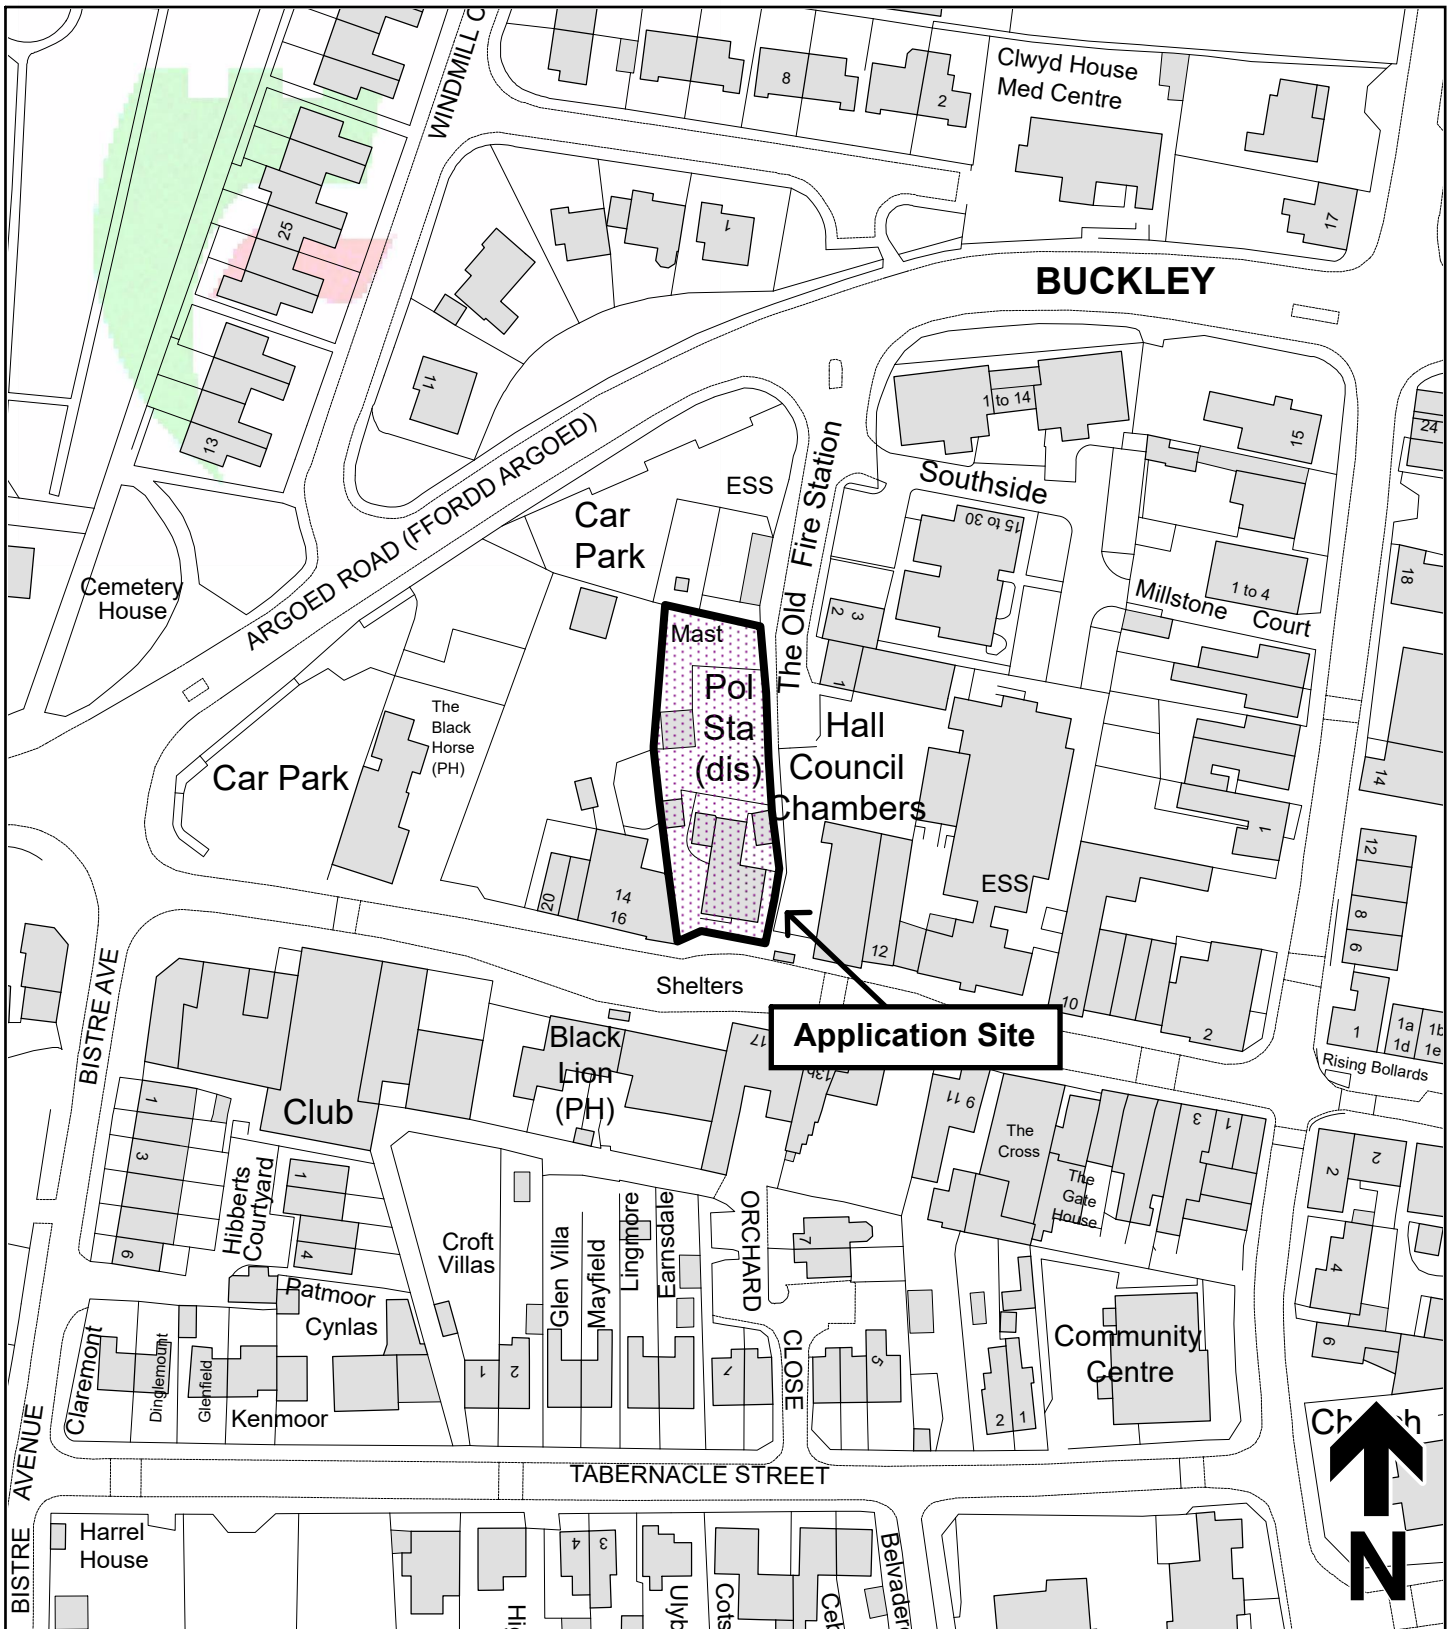 WINDMILL C
8
2
Clwyd House
Med Centre
1
17
25
BUCKLEY
11
13
1 to 14
15
24
ARGOED ROAD (FFORDD ARGOED)
The Old Fire Station
ESS
Southside
Car
Park
15 to 30
Cemetery
House
18
1 to 4
Millstone Court
2
3
1
Mast
Pol
Sta
(dis)
The
Black
Horse
(PH)
Car Park
Hall
Council
Chambers
14
1
12
8
6
ESS
20
14
16
12
10
2
BISTRE AVE
Shelters
Application Site
1
1a
1b
1d
1e
Rising Bollards
Black
Lion
(PH)
17
13b
9 11
The
Cross
3
1
The
Gate
House
2
2
Club
1
3
6
Hibberts
Courtyard
1
4
Croft
Villas
Glen Villa
Mayfield
Lingmore
Earnsdale
ORCHARD
CLOSE
7
4
6
Patmoor
Cynlas
Claremont
Dinglemount
Glenfield
Kenmoor
1
2
7
5
2
1
Community
Centre
Church
BISTRE AVENUE
TABERNACLE STREET
Harrel
House
4
3
Belvadere
N